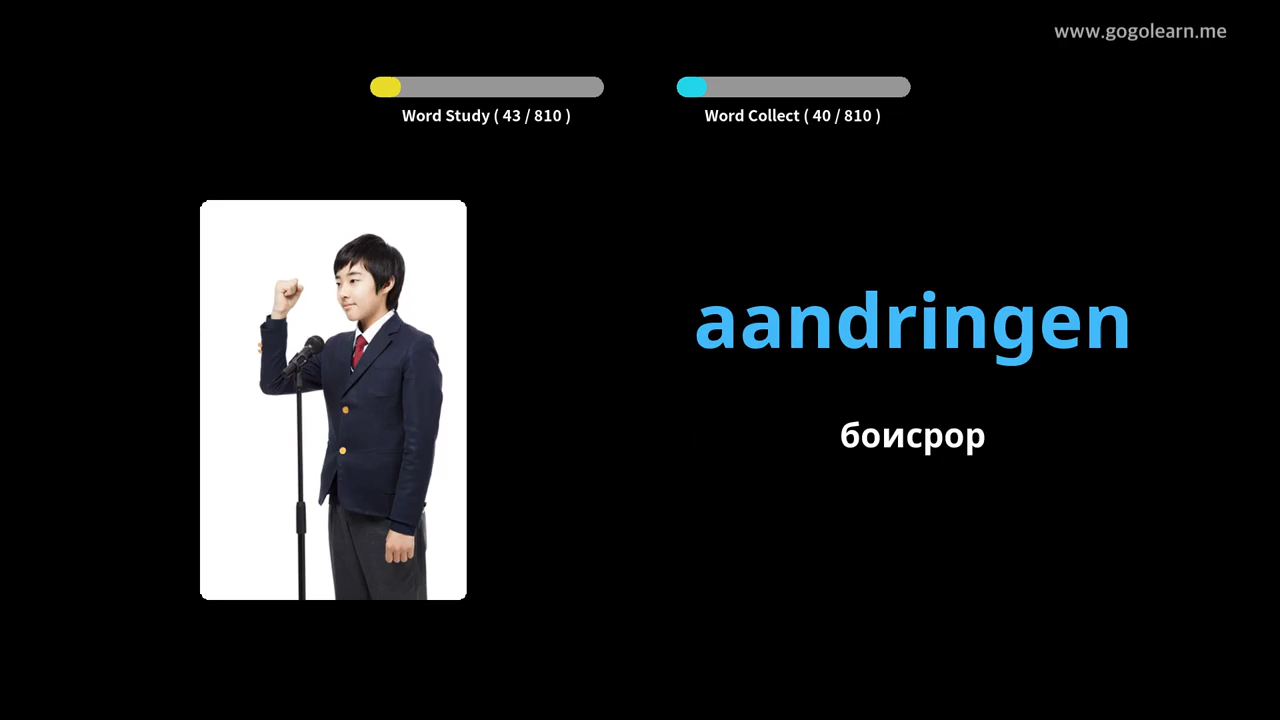 www.gogolearn.me
Word Study ( 43 / 810 )
Word Collect ( 40 / 810 )
aandringen
боисрор